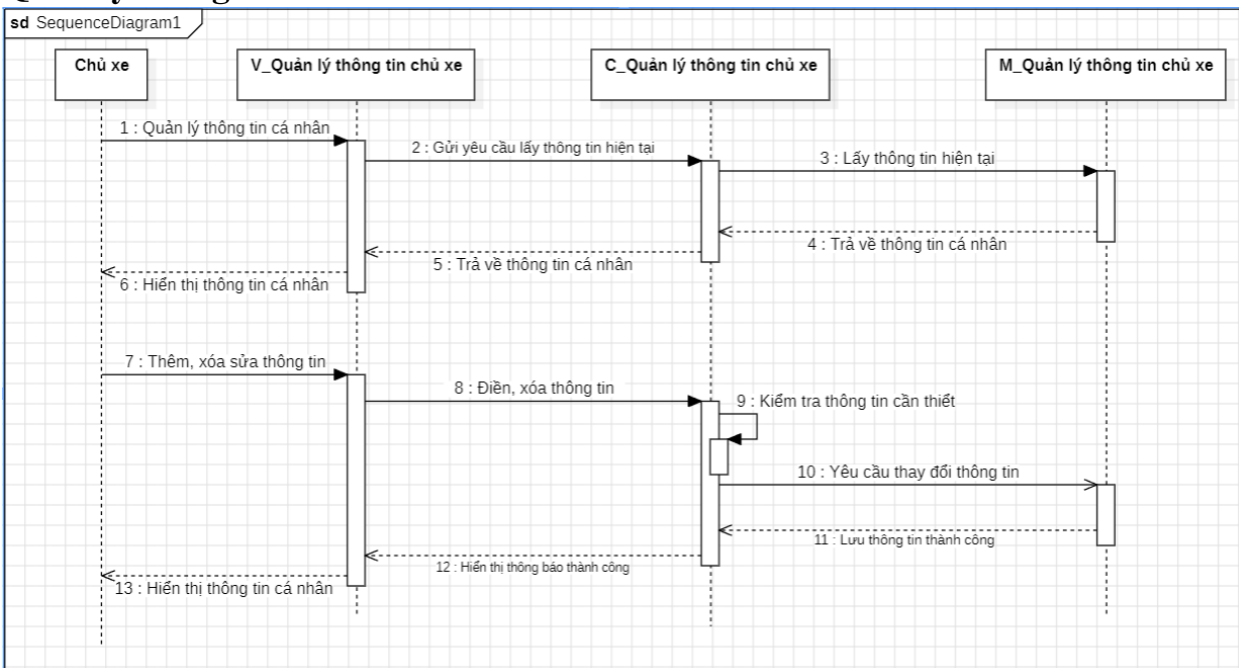 sd SequenceDiagram1
Chủ xe
V_Quản lý thông tin chủ xe
C_Quản lý thông tin chủ xe
M_Quản lý thông tin chủ xe
1 : Quản lý thông tin cá nhân
2 : Gửi yêu cầu lấy thông tin hiện tại
3 : Lấy thông tin hiện tại
4 : Trả về thông tin cá nhân
5 : Trả về thông tin cá nhân
6 : Hiển thị thông tin cá nhân
7 : Thêm, xóa sửa thông tin
8 : Điền, xóa thông tin
9 : Kiểm tra thông tin cần thiết
10 : Yêu cầu thay đổi thông tin
11 : Lưu thông tin thành công
12 : Hiển thị thông báo thành công
13 : Hiển thị thông tin cá nhân